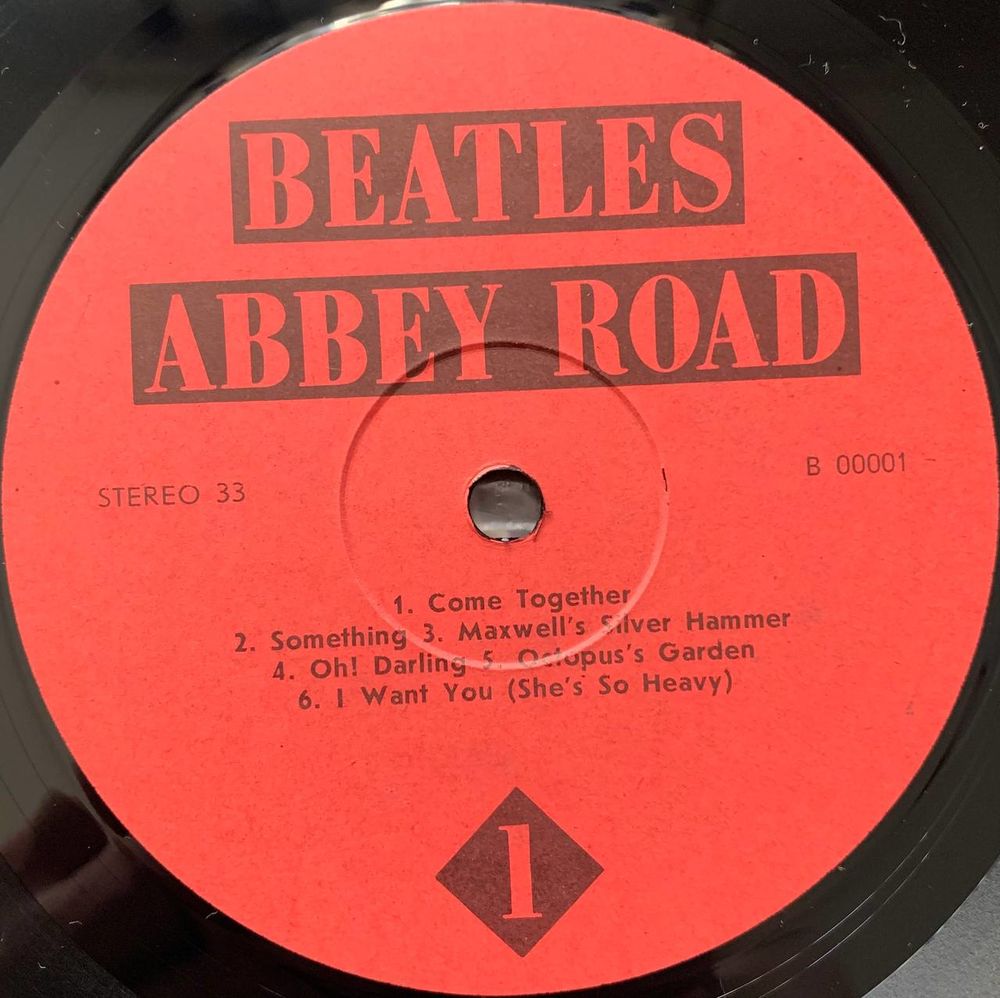 BEATLES
ABBEY ROAD
STEREO 33
B 00001
1. Come Together
2. Something 3. Maxwell's Silver Hammer
4. Oh! Darling 5. Octopus's Garden
6. I Want You (She's So Heavy)
1